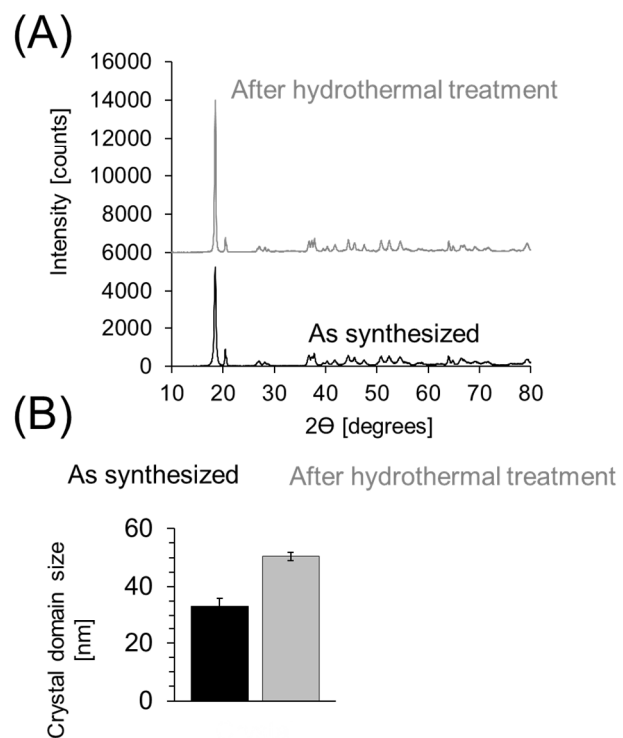 (A)
16000
14000
12000
10000
8000
6000
4000
2000
0
Intensity [counts]
After hydrothermal treatment
As synthesized
10 20 30 40 50 60 70 80
2Θ [degrees]
(B)
As synthesized After hydrothermal treatment
60
40
20
0
Crystal domain size
[nm]